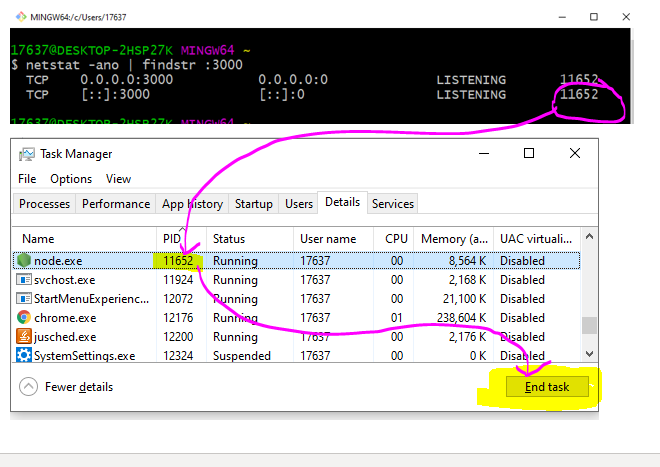 MINGW64:/c/Users/17637
17637@DESKTOP-2HSP27K MINGW64 ~
$ netstat -ano | findstr :3000
TCP 0.0.0.0:3000 0.0.0.0:0 LISTENING 11652
TCP [::]:3000 [::]:0 LISTENING 11652
17637@DESKTOP-2HSP27K MINGW64 ~
Task Manager
File Options View
Processes Performance App history Startup Users Details Services
Name PID Status User name CPU Memory (a... UAC virtuali...
node.exe 11652 Running 17637 00 8,564 K Disabled
svchost.exe 11924 Running 17637 00 2,168 K Disabled
StartMenuExperienc... 12072 Running 17637 00 21,100 K Disabled
chrome.exe 12176 Running 17637 01 238,604 K Disabled
jusched.exe 12200 Running 17637 00 2,176 K Disabled
SystemSettings.exe 12324 Suspended 17637 00 0 K Disabled
Fewer details End task